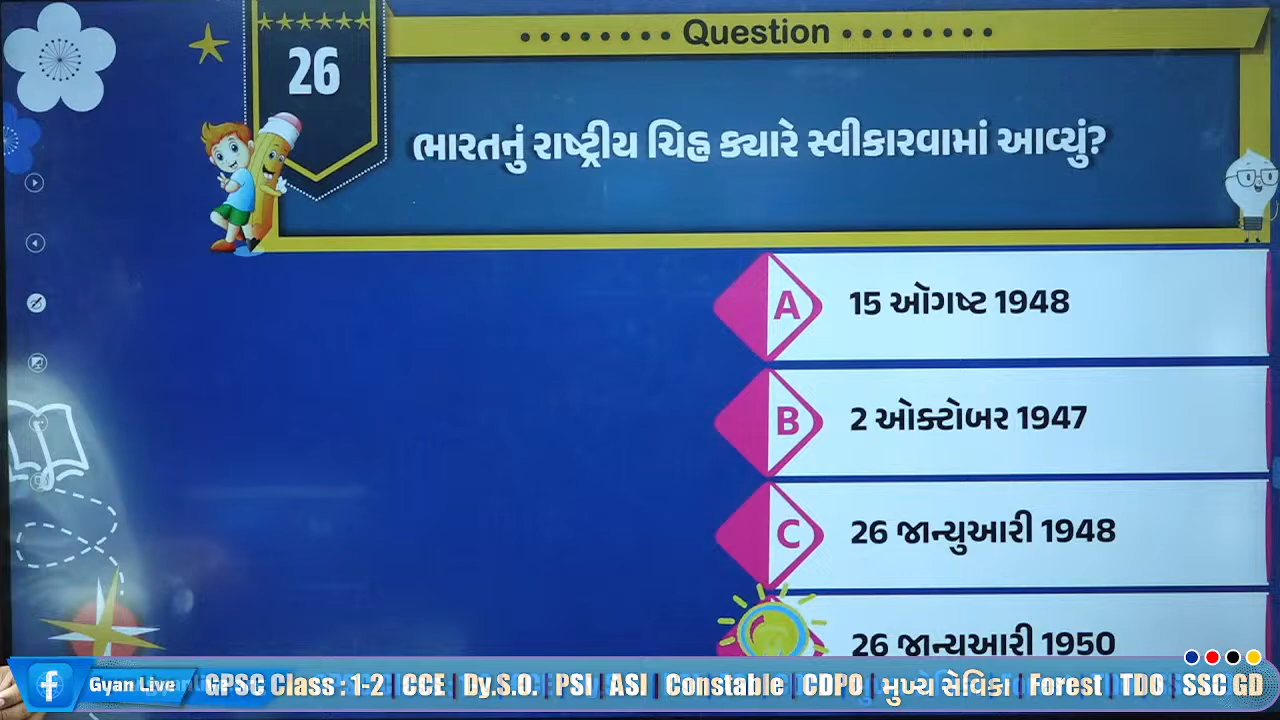 Question
26
ભારતનું રાષ્ટ્રીય ચિહ્ન ક્યારે સ્વીકારવામાં આવ્યું?
A 15 ઑગષ્ટ 1948
B 2 ઓક્ટોબર 1947
C 26 જાન્યુઆરી 1948
26 જાન્યુઆરી 1950
Gyan Live GPSC Class : 1-2 | CCE | Dy.S.O. | PSI | ASI | Constable | CDPO | મુખ્ય સેવિકા | Forest | TDO | SSC GD